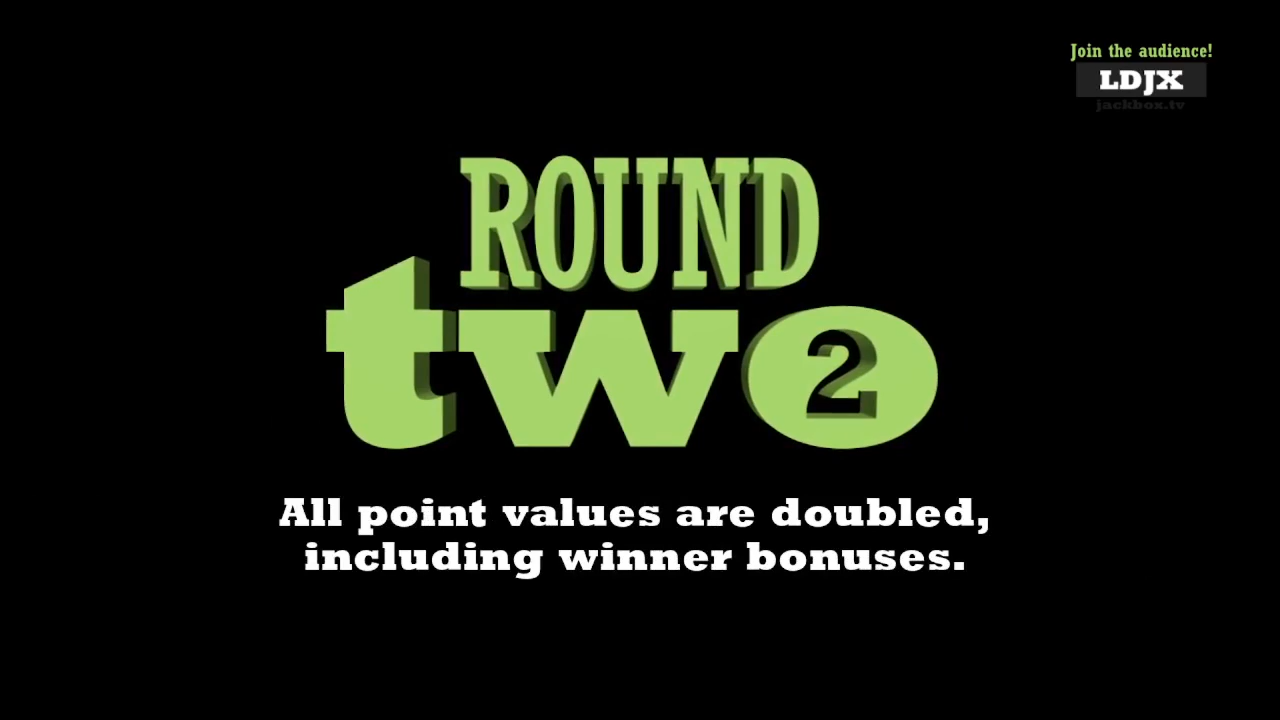 Join the audience!
LDJX
jackbox.tv
ROUND
two
2
All point values are doubled,
including winner bonuses.